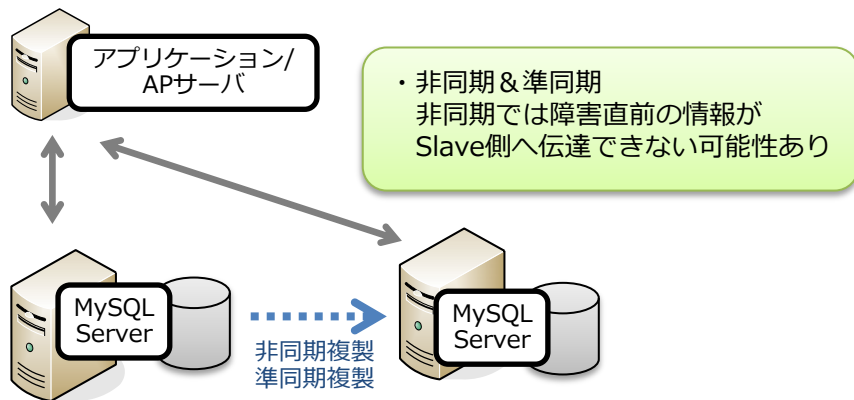 アプリケーション/
APサーバ
・非同期＆準同期
非同期では障害直前の情報が
Slave側へ伝達できない可能性あり
MySQL
Server
非同期複製
準同期複製
MySQL
Server